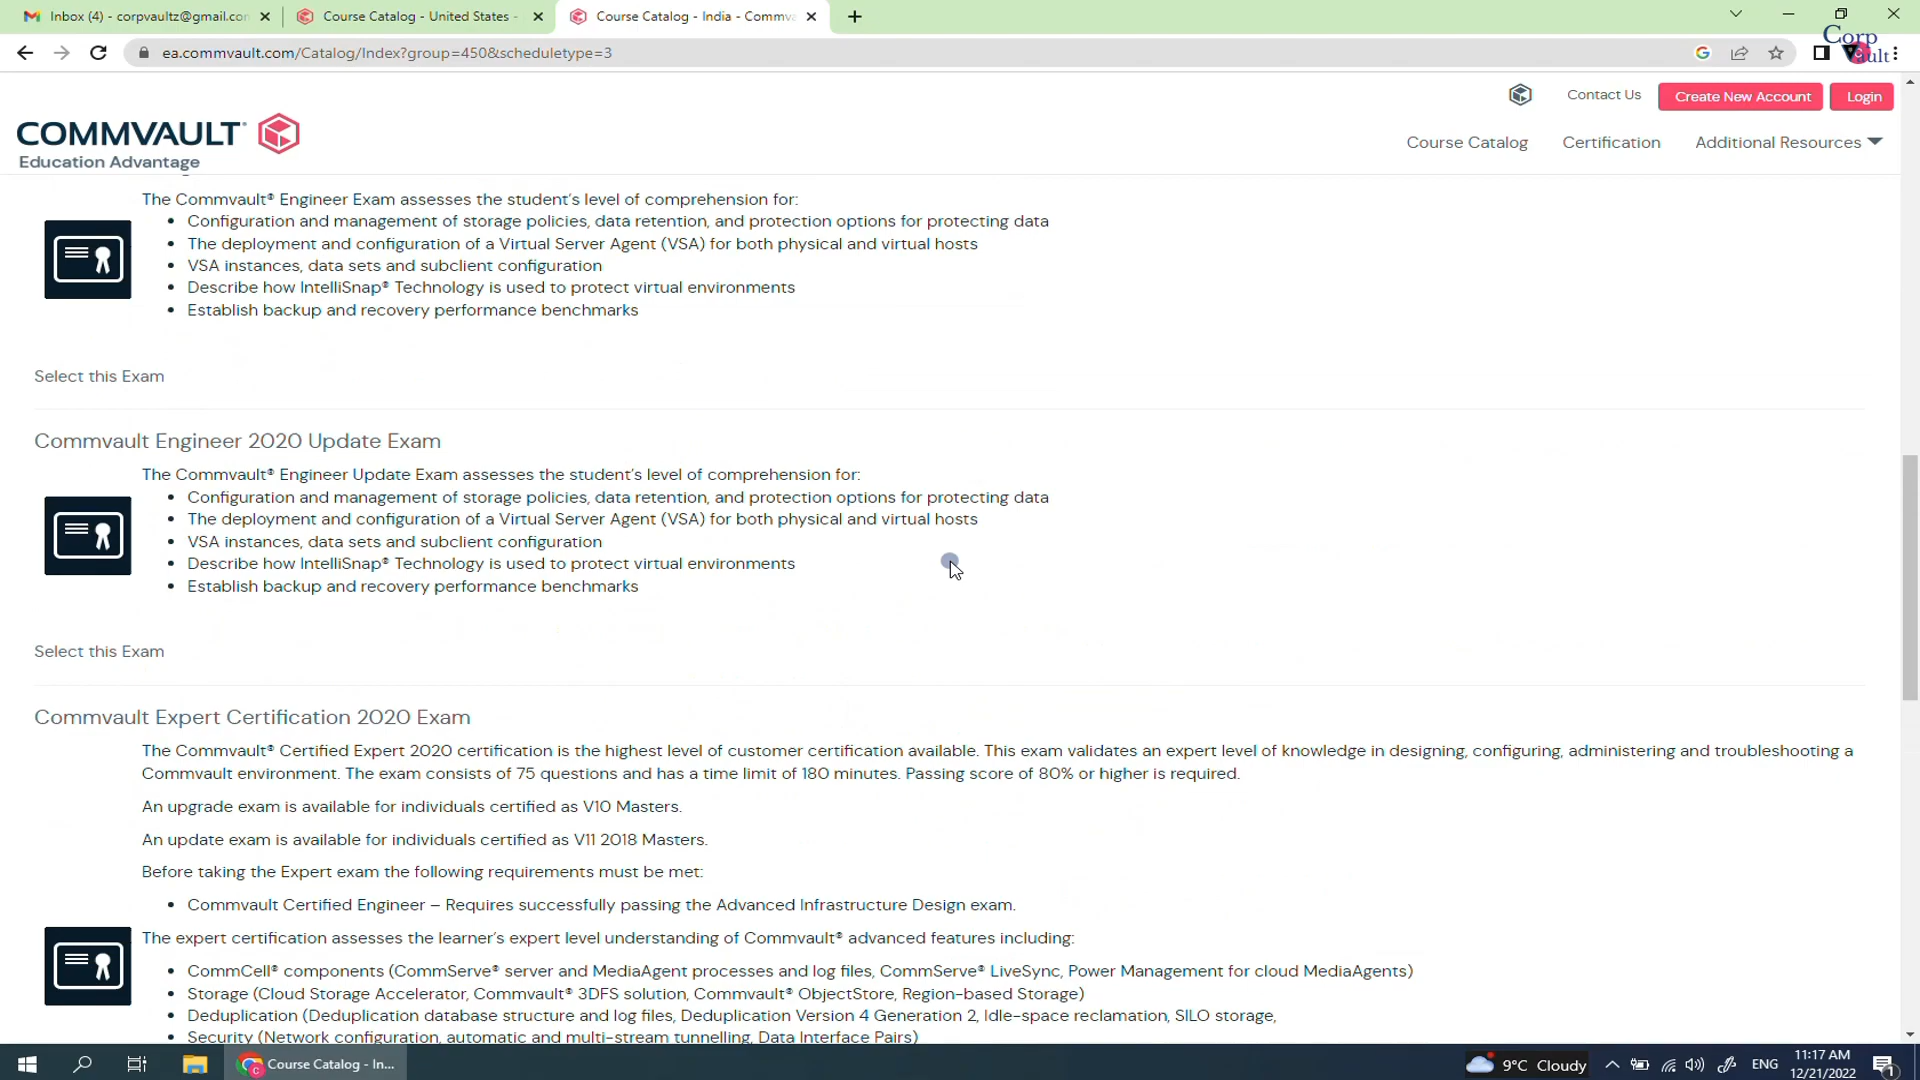 Inbox (4) - corpvaultz@gmail.co
Course Catalog - United States -
Course Catalog - India - Commva
ea.commvault.com/Catalog/Index?group=450&scheduletype=3
Corp
Vault
Contact Us
Create New Account
Login
COMMVAULT
Education Advantage
Course Catalog
Certification
Additional Resources
The Commvault® Engineer Exam assesses the student's level of comprehension for:
• Configuration and management of storage policies, data retention, and protection options for protecting data
• The deployment and configuration of a Virtual Server Agent (VSA) for both physical and virtual hosts
• VSA instances, data sets and subclient configuration
• Describe how IntelliSnap® Technology is used to protect virtual environments
• Establish backup and recovery performance benchmarks
Select this Exam
Commvault Engineer 2020 Update Exam
The Commvault® Engineer Update Exam assesses the student's level of comprehension for:
• Configuration and management of storage policies, data retention, and protection options for protecting data
• The deployment and configuration of a Virtual Server Agent (VSA) for both physical and virtual hosts
• VSA instances, data sets and subclient configuration
• Describe how IntelliSnap® Technology is used to protect virtual environments
• Establish backup and recovery performance benchmarks
Select this Exam
Commvault Expert Certification 2020 Exam
The Commvault® Certified Expert 2020 certification is the highest level of customer certification available. This exam validates an expert level of knowledge in designing, configuring, administering and troubleshooting a
Commvault environment. The exam consists of 75 questions and has a time limit of 180 minutes. Passing score of 80% or higher is required.
An upgrade exam is available for individuals certified as V10 Masters.
An update exam is available for individuals certified as V11 2018 Masters.
Before taking the Expert exam the following requirements must be met:
• Commvault Certified Engineer – Requires successfully passing the Advanced Infrastructure Design exam.
The expert certification assesses the learner's expert level understanding of Commvault® advanced features including:
• CommCell® components (CommServe® server and MediaAgent processes and log files, CommServe® LiveSync, Power Management for cloud MediaAgents)
• Storage (Cloud Storage Accelerator, Commvault® 3DFS solution, Commvault® ObjectStore, Region-based Storage)
• Deduplication (Deduplication database structure and log files, Deduplication Version 4 Generation 2, Idle-space reclamation, SILO storage,
• Security (Network configuration, automatic and multi-stream tunnelling, Data Interface Pairs)
Course Catalog - In...
9°C Cloudy
ENG
11:17 AM
12/21/2022
1